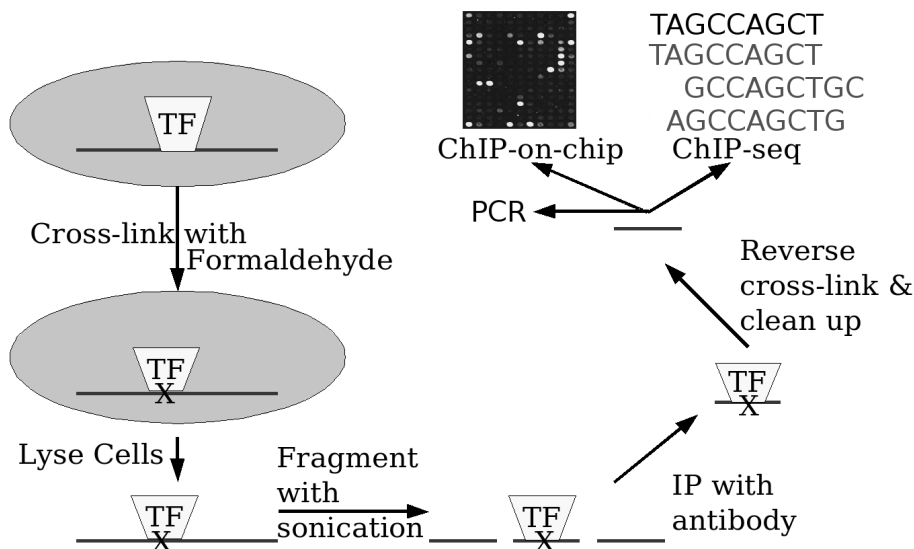 TF
Cross-link with
Formaldehyde
TF
X
Lyse Cells
TF
X
Fragment
with
sonication
TF
X
IP with
antibody
TF
X
Reverse
cross-link &
clean up
PCR
ChIP-on-chip
ChIP-seq
TAGCCAGCT
TAGCCAGCT
GCCAGCTGC
AGCCAGCTG